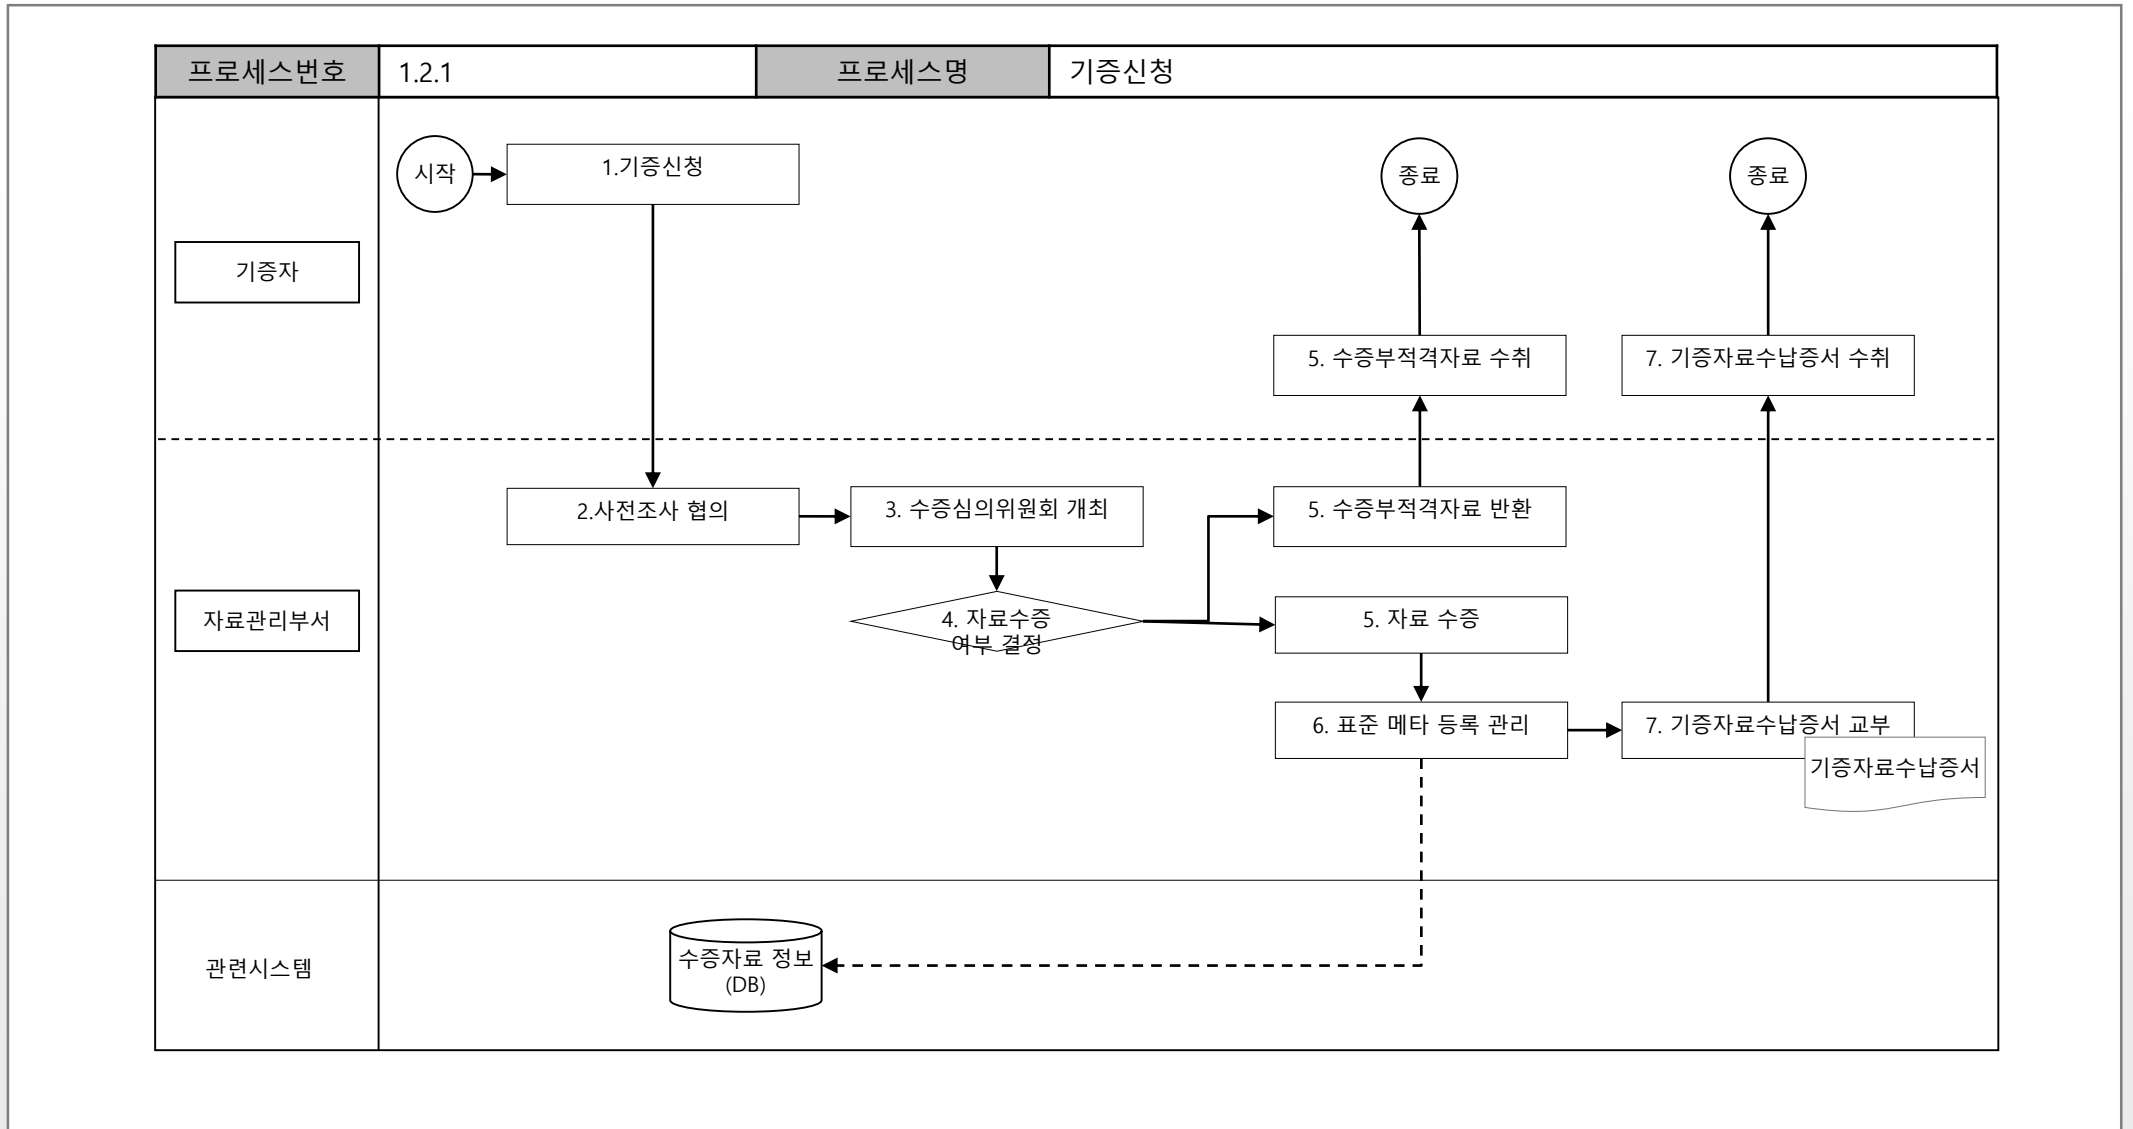 프로세스번호
1.2.1
프로세스명
기증신청
시작
1.기증신청
종료
종료
기증자
5. 수증부적격자료 수취
7. 기증자료수납증서 수취
2.사전조사 협의
3. 수증심의위원회 개최
5. 수증부적격자료 반환
자료관리부서
4. 자료수증
여부 결정
5. 자료 수증
6. 표준 메타 등록 관리
7. 기증자료수납증서 교부
기증자료수납증서
관련시스템
수증자료 정보
(DB)